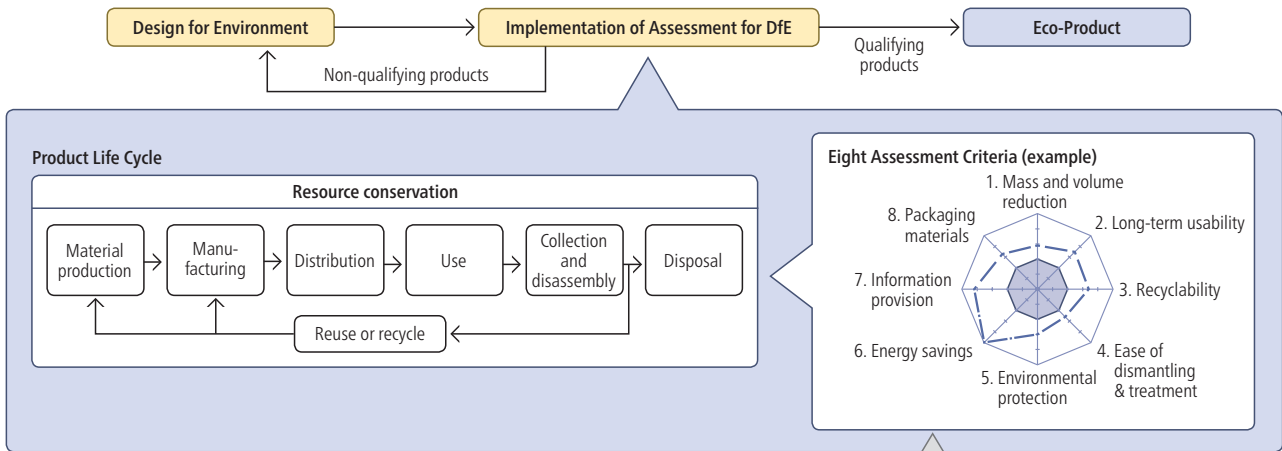 Design for Environment
Implementation of Assessment for DfE
Eco-Product
Non-qualifying products
Qualifying
products
Product Life Cycle
Resource conservation
Material
production
Manu-
facturing
Distribution
Use
Collection
and
disassembly
Disposal
Reuse or recycle
Eight Assessment Criteria (example)
1. Mass and volume
reduction
2. Long-term usability
3. Recyclability
4. Ease of
dismantling
& treatment
5. Environmental
protection
6. Energy savings
7. Information
provision
8. Packaging
materials